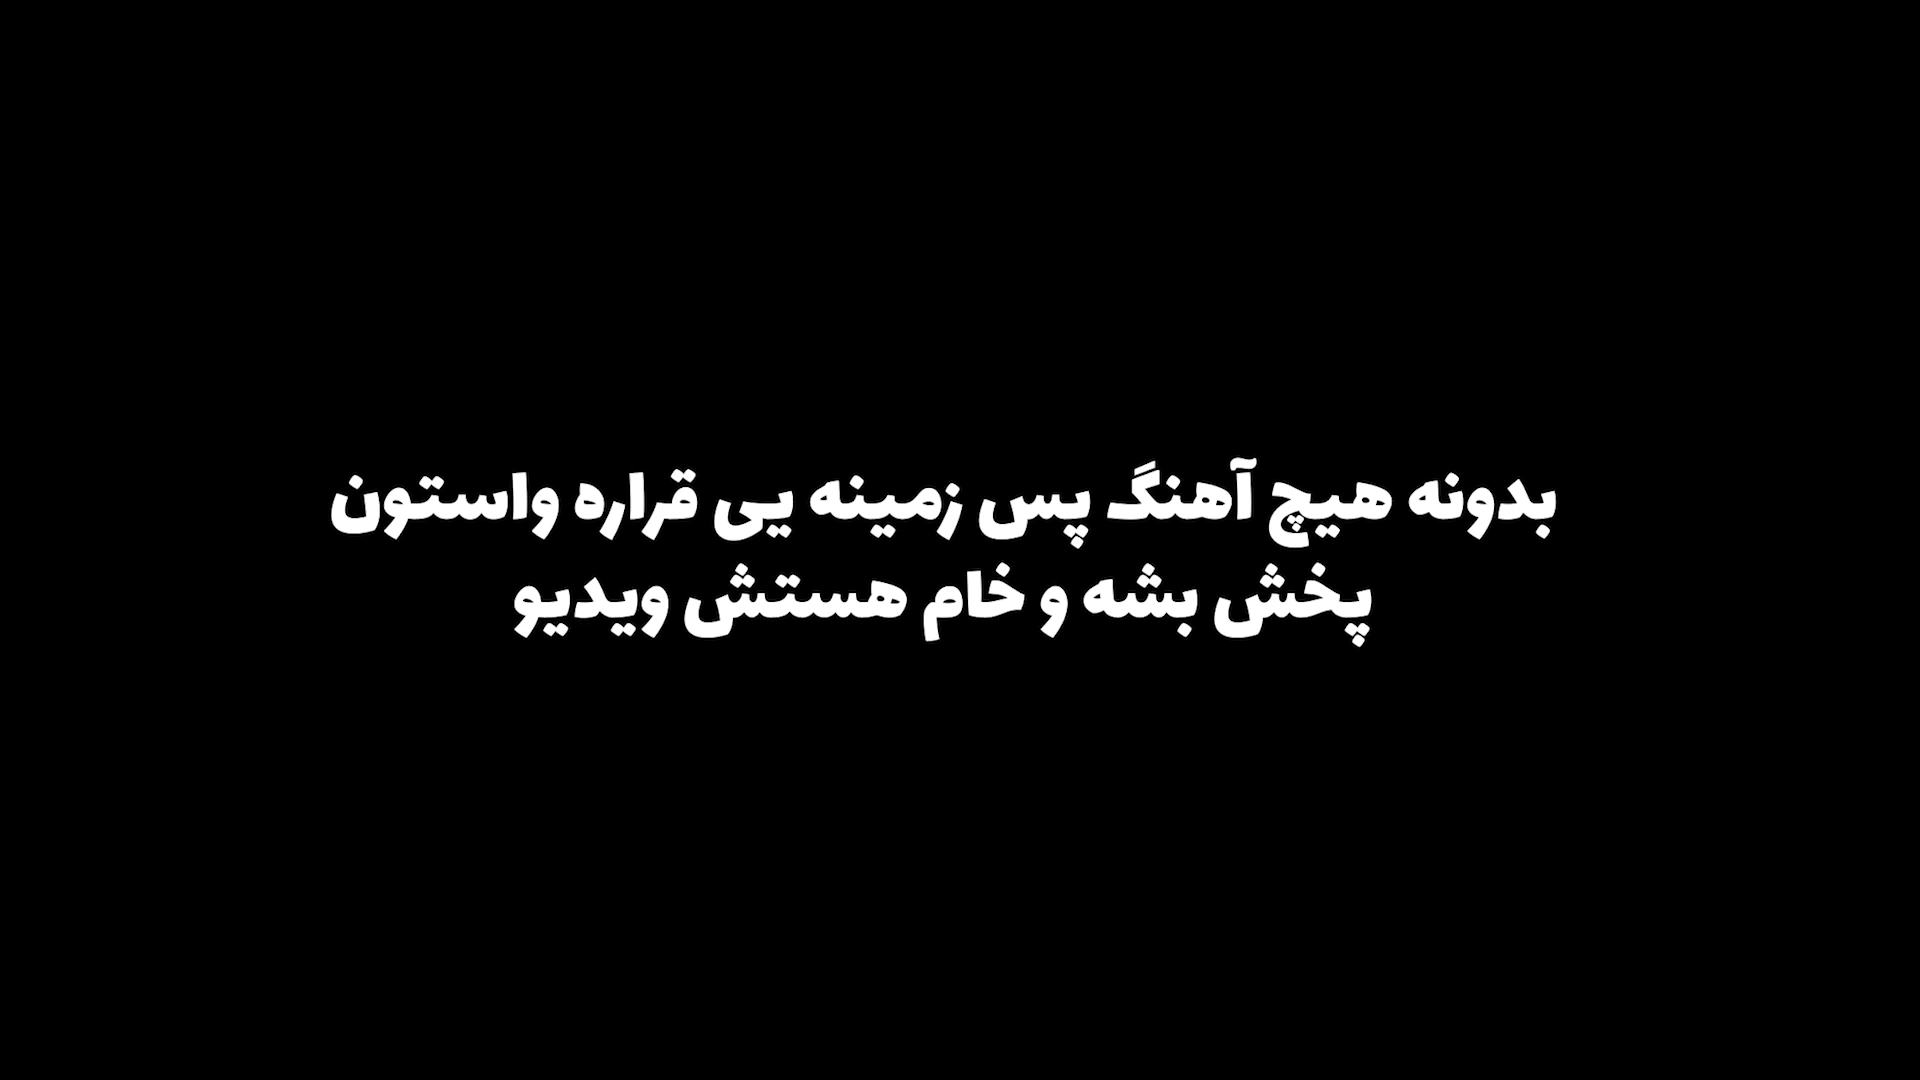 بدونه هیچ آهنگ پس زمینه یی قراره واستون
پخش بشه و خام هستش ویدیو